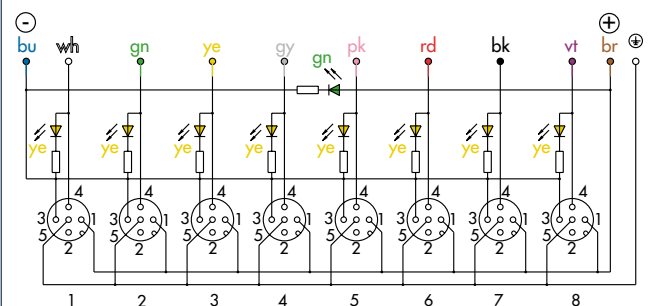 - +
bu wh gn ye gy gn pk rd bk vt br
ye ye ye ye ye ye ye ye
4 4 4 4 4 4 4 4
3 1 3 1 3 1 3 1 3 1 3 1 3 1 3 1
5 2 5 2 5 2 5 2 5 2 5 2 5 2 5 2
1 2 3 4 5 6 7 8